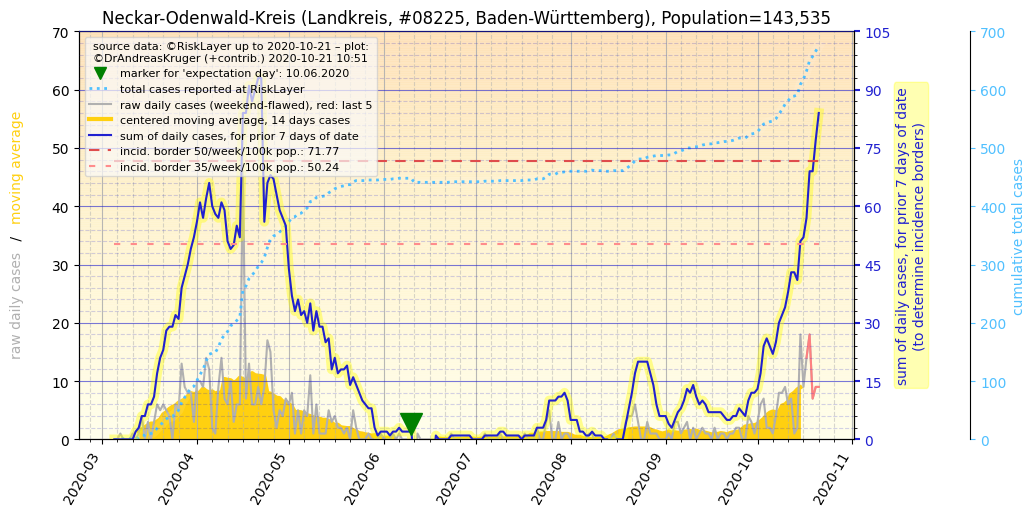 Neckar-Odenwald-Kreis (Landkreis, #08225, Baden-Württemberg), Population=143,535
source data: ©RiskLayer up to 2020-10-21 – plot:
©DrAndreasKruger (+contrib.) 2020-10-21 10:51
marker for 'expectation day': 10.06.2020
total cases reported at RiskLayer
raw daily cases (weekend-flawed), red: last 5
centered moving average, 14 days cases
sum of daily cases, for prior 7 days of date
incid. border 50/week/100k pop.: 71.77
incid. border 35/week/100k pop.: 50.24
raw daily cases / moving average
70
60
50
40
30
20
10
0
105
90
75
60
45
30
15
0
sum of daily cases, for prior 7 days of date
(to determine incidence borders)
700
600
500
400
300
200
100
0
cumulative total cases
2020-03
2020-04
2020-05
2020-06
2020-07
2020-08
2020-09
2020-10
2020-11